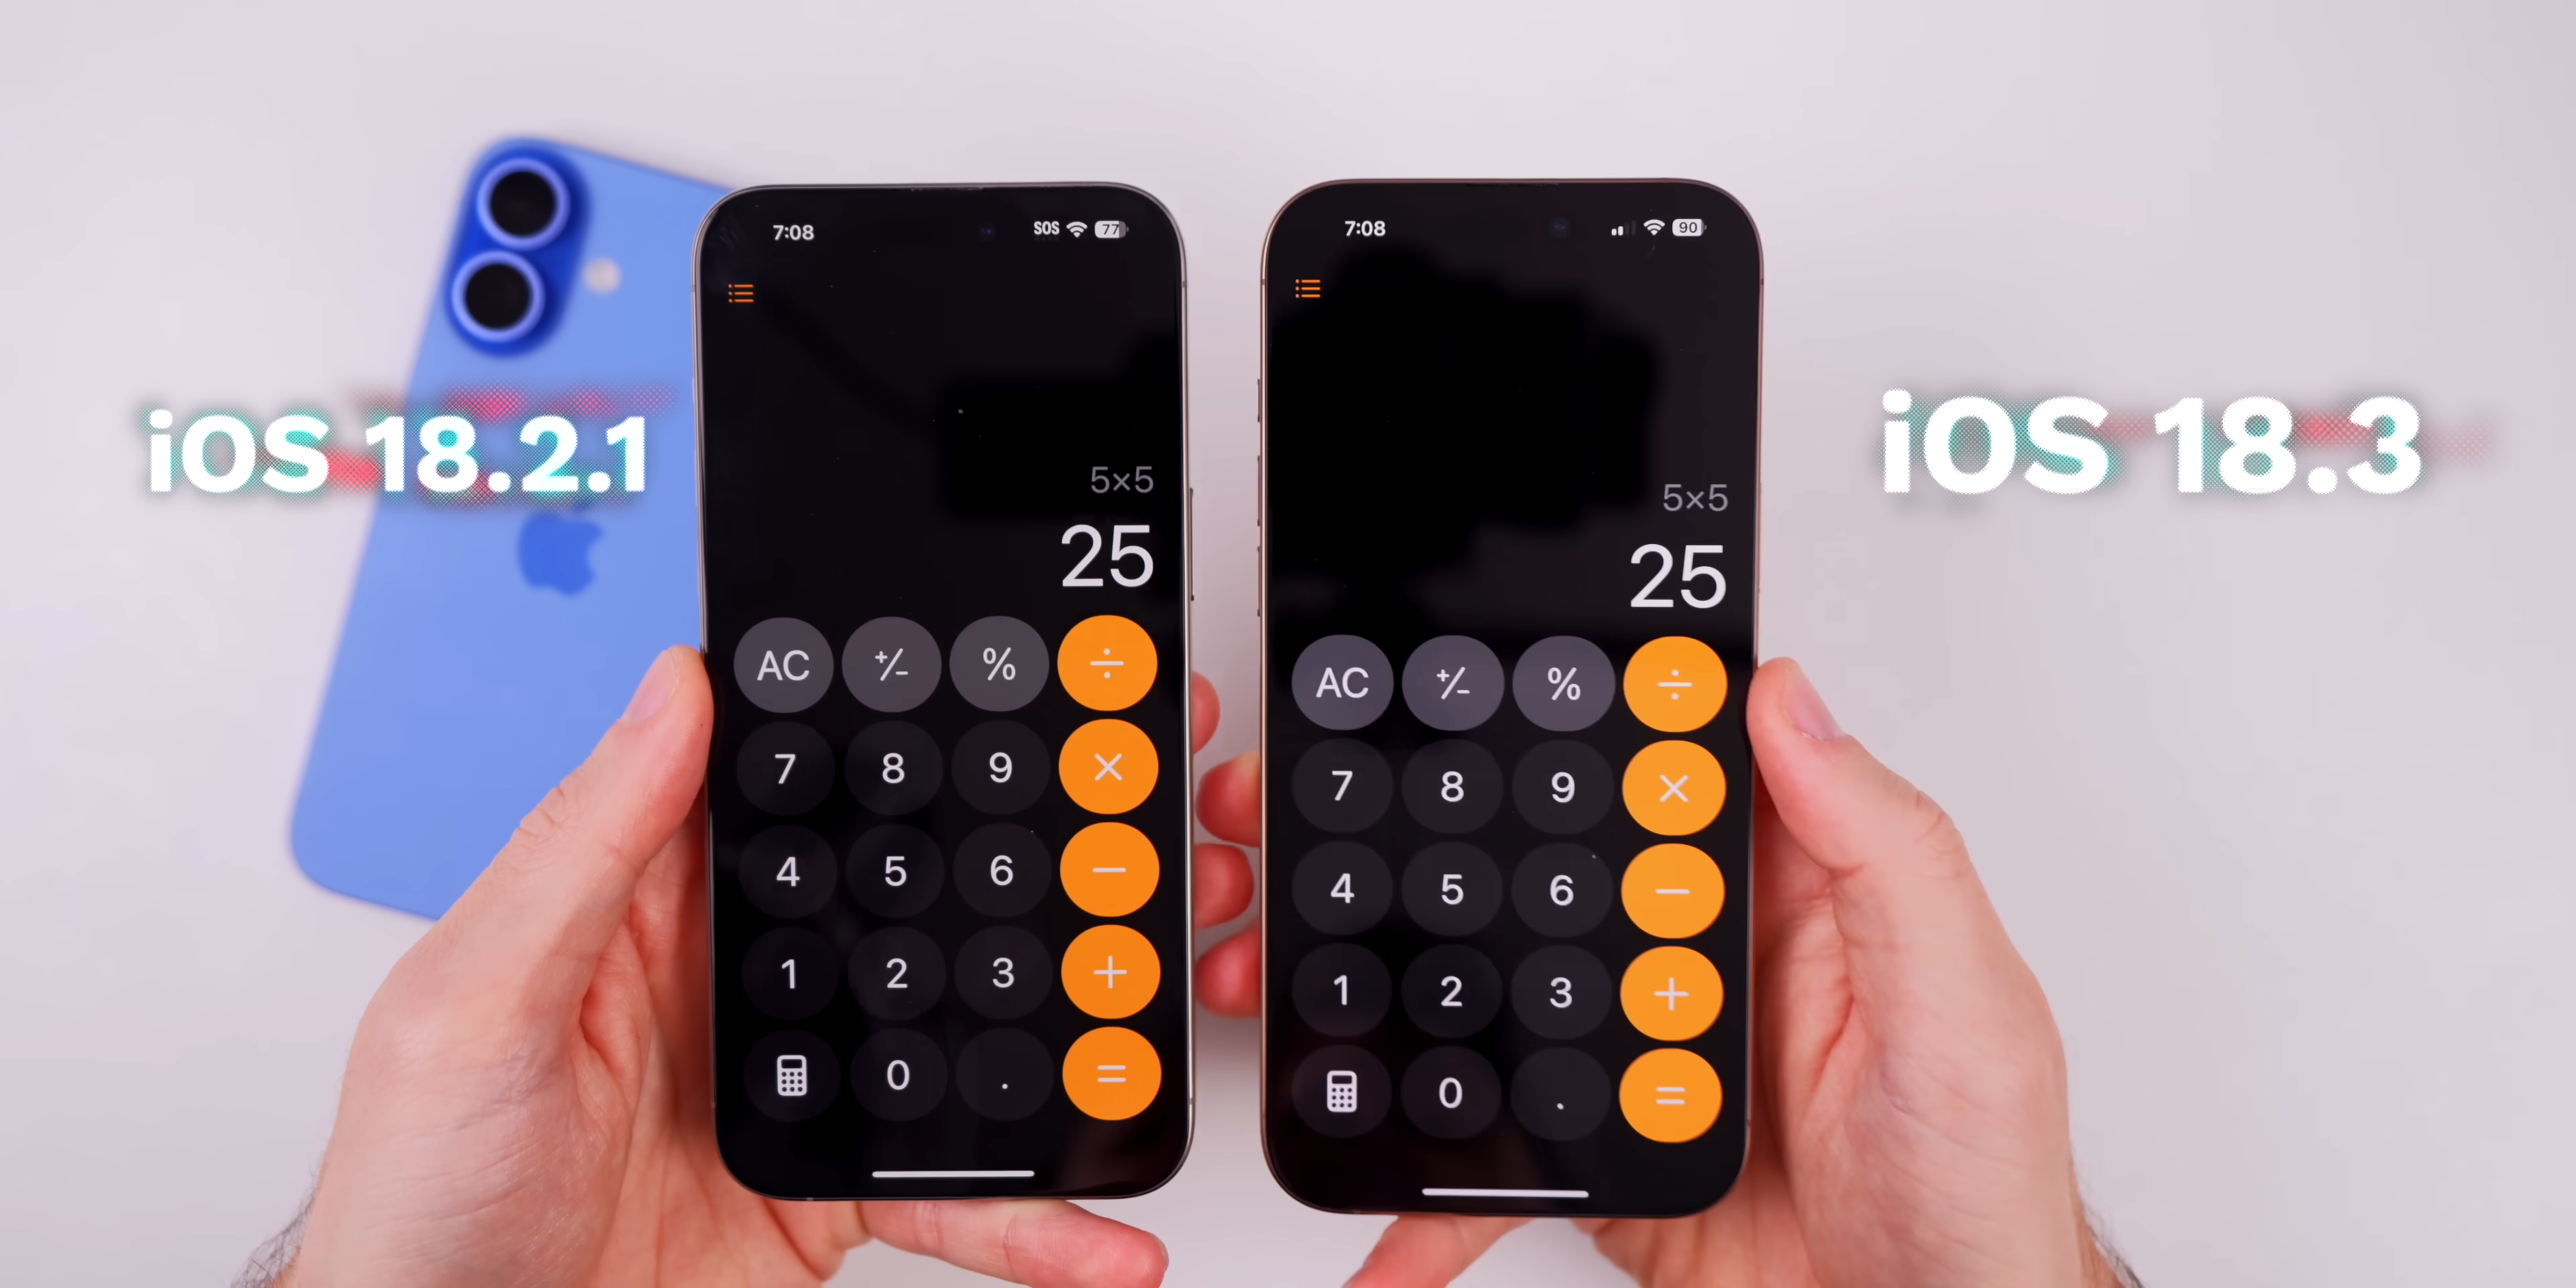 iOS 18.2.1
7:08 SOS 77
5×5
25
AC +/- % ÷
7 8 9 ×
4 5 6 −
1 2 3 +
0 . =
iOS 18.3
7:08 90
5×5
25
AC +/- % ÷
7 8 9 ×
4 5 6 −
1 2 3 +
0 . =